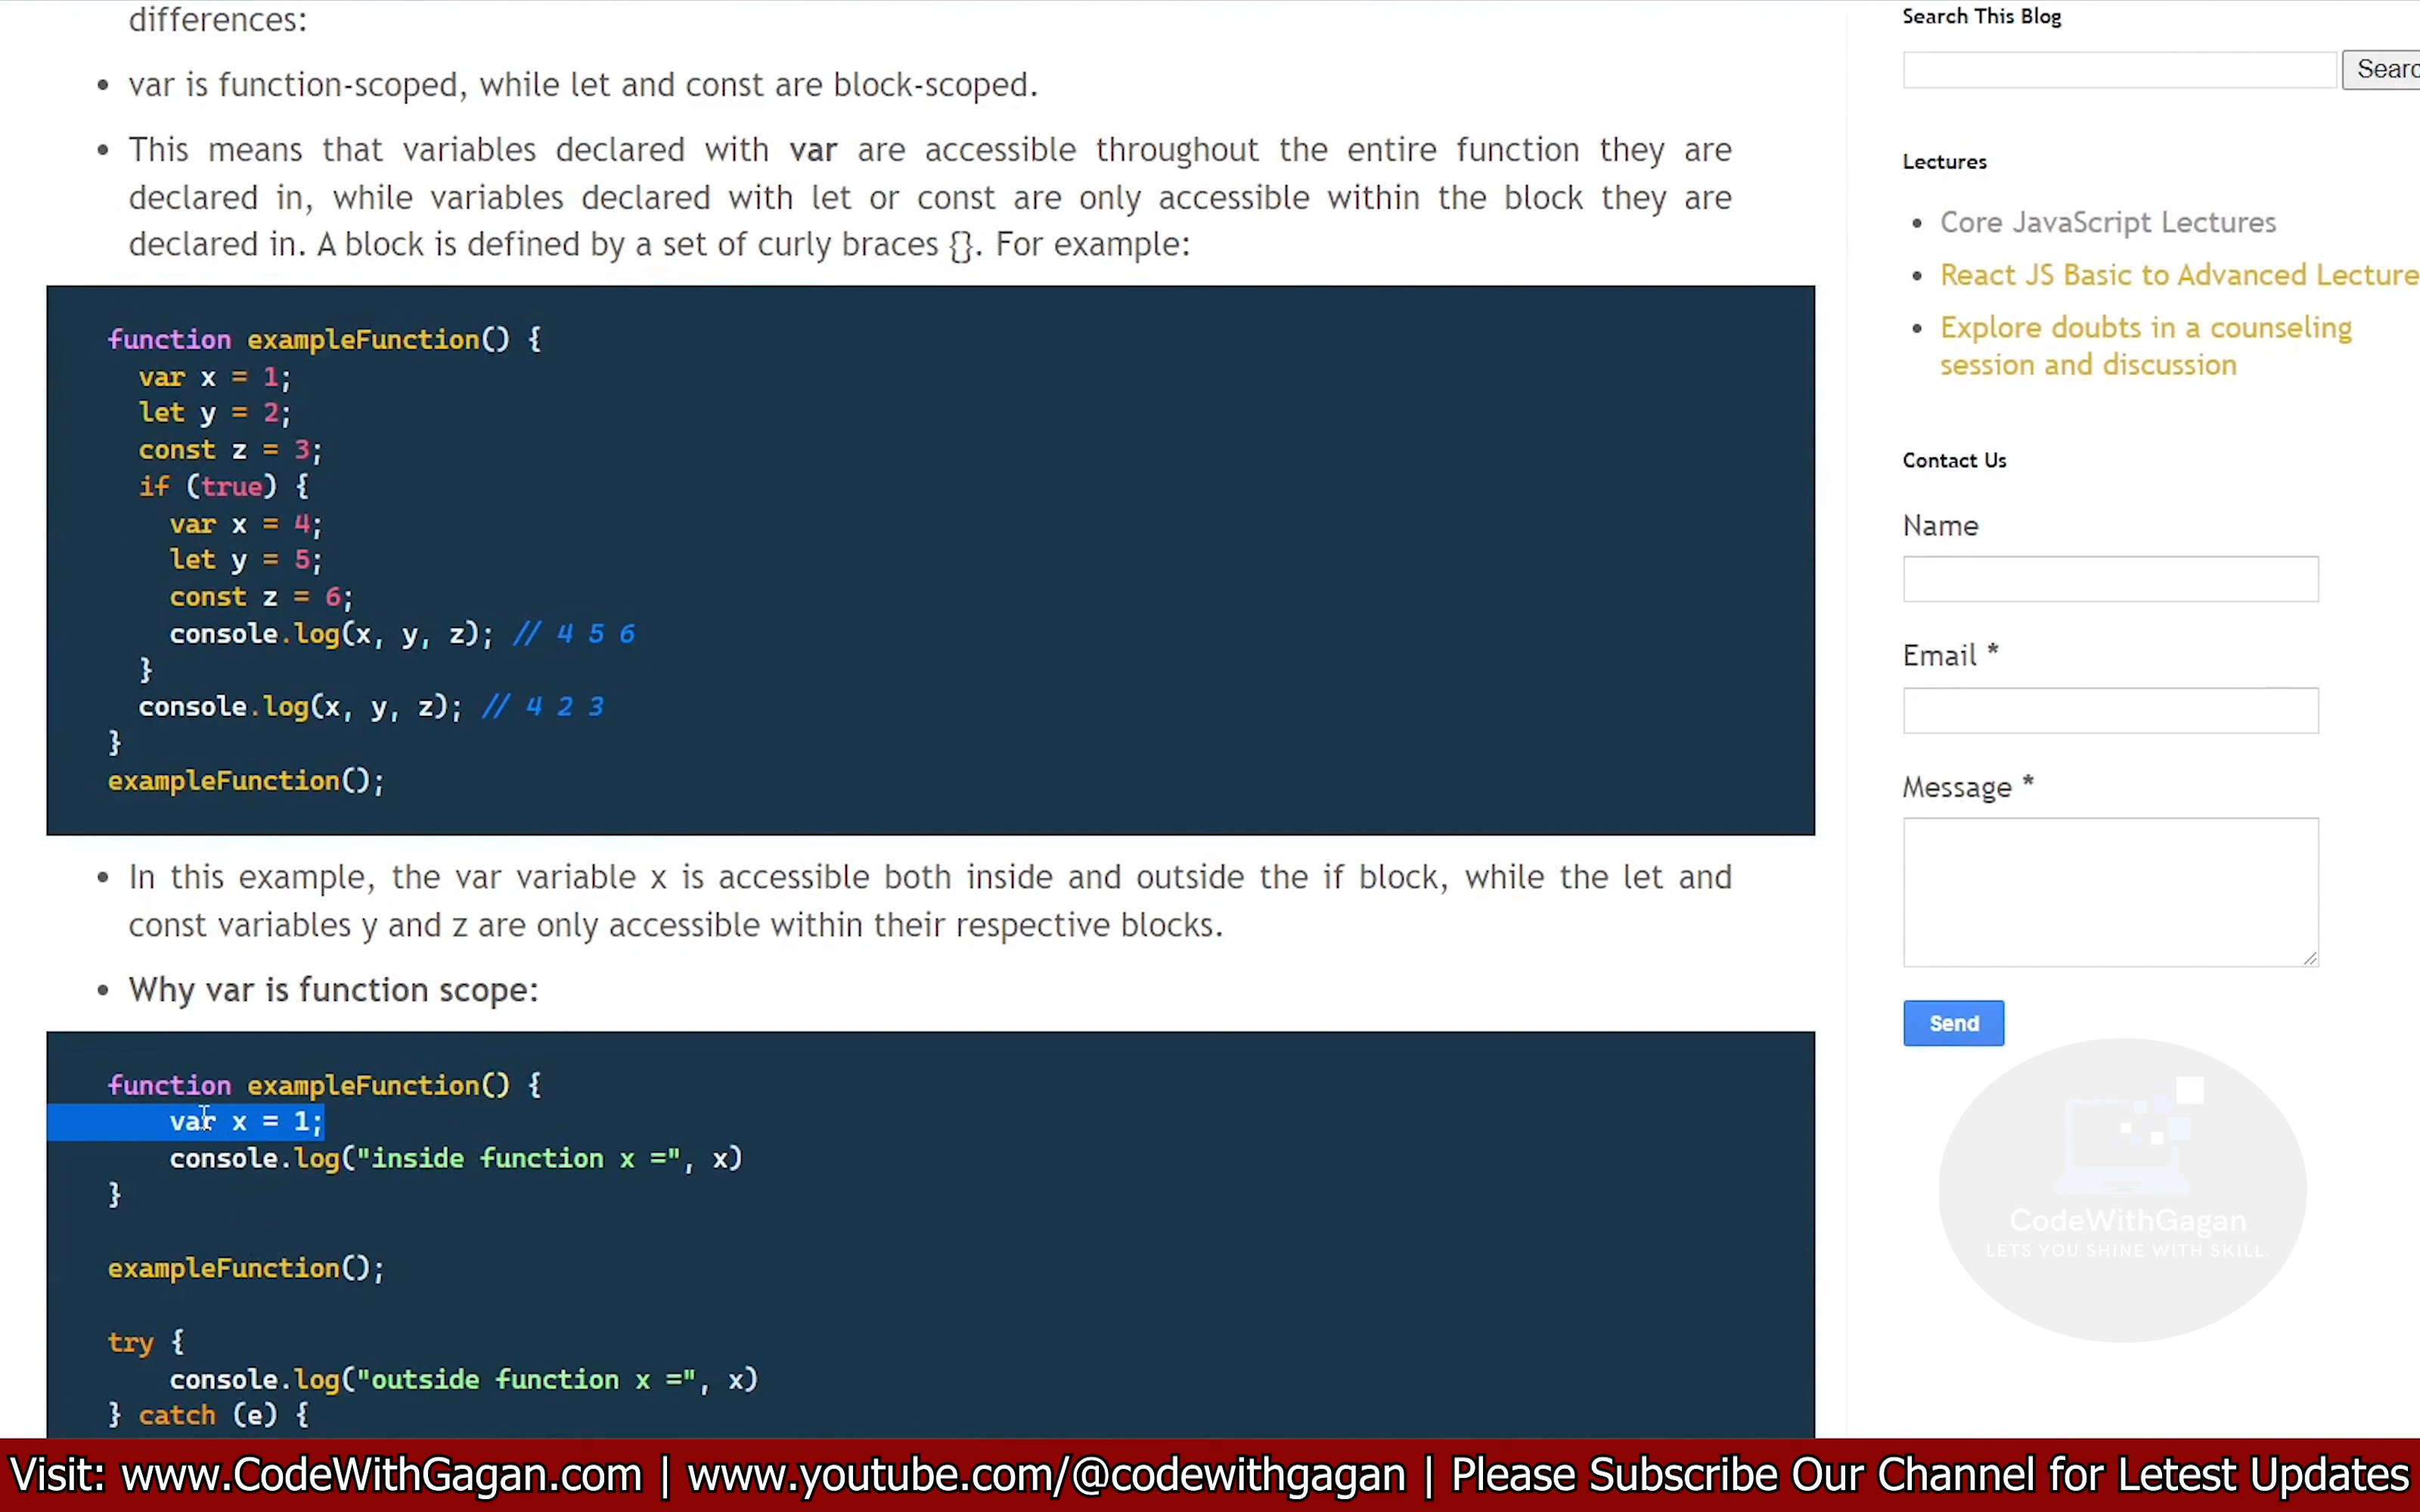 differences:
• var is function-scoped, while let and const are block-scoped.
• This means that variables declared with var are accessible throughout the entire function they are
declared in, while variables declared with let or const are only accessible within the block they are
declared in. A block is defined by a set of curly braces {}. For example:
function exampleFunction() {
  var x = 1;
  let y = 2;
  const z = 3;
  if (true) {
    var x = 4;
    let y = 5;
    const z = 6;
    console.log(x, y, z); // 4 5 6
  }
  console.log(x, y, z); // 4 2 3
}
exampleFunction();
• In this example, the var variable x is accessible both inside and outside the if block, while the let and
const variables y and z are only accessible within their respective blocks.
• Why var is function scope:
function exampleFunction() {
    var x = 1;
    console.log("inside function x =", x)
}
exampleFunction();
try {
    console.log("outside function x =", x)
} catch (e) {
Search This Blog
Searc
Lectures
• Core JavaScript Lectures
• React JS Basic to Advanced Lecture
• Explore doubts in a counseling
session and discussion
Contact Us
Name
Email *
Message *
Send
CodeWithGagan
LETS YOU SHINE WITH SKILL.
Visit: www.CodeWithGagan.com | www.youtube.com/@codewithgagan | Please Subscribe Our Channel for Letest Updates